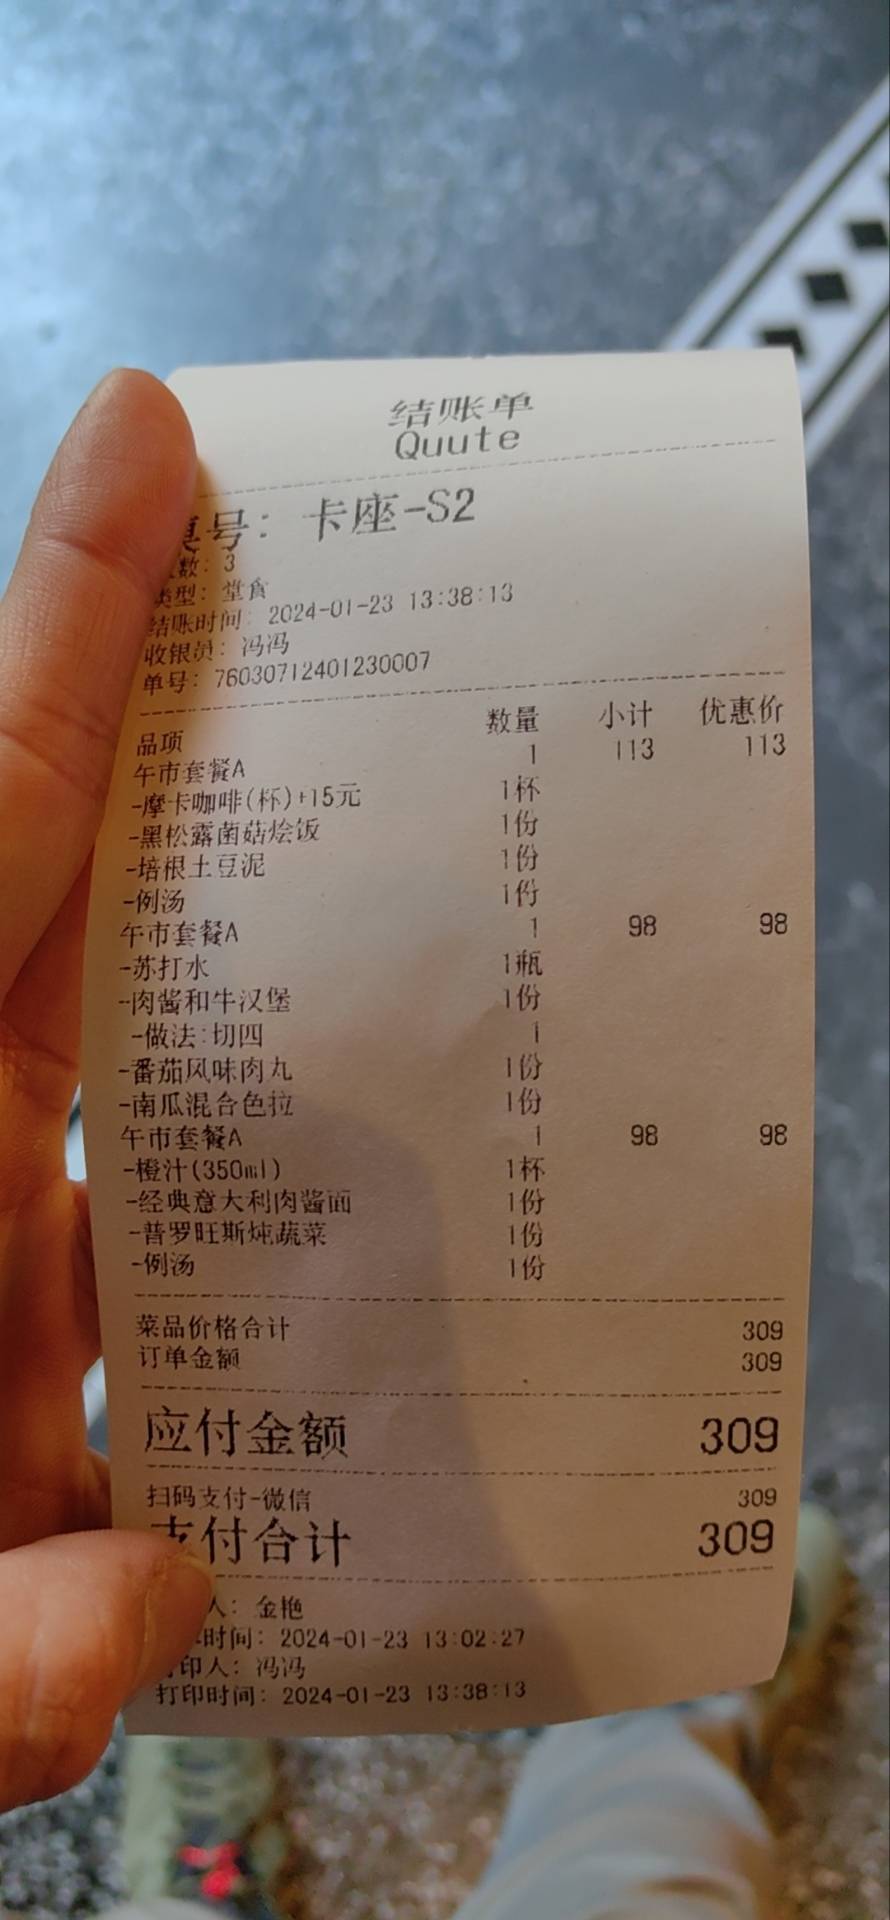 结账单
Quute
号: 卡座-S2
数: 3
类型: 堂食
结账时间: 2024-01-23 13:38:13
收银员: 冯冯
单号: 76030712401230007
品项 数量 小计 优惠价
午市套餐A 1 113 113
-摩卡咖啡(杯)+15元 1杯
-黑松露菌菇烩饭 1份
-培根土豆泥 1份
-例汤 1份
午市套餐A 1 98 98
-苏打水 1瓶
-肉酱和牛汉堡 1份
-做法:切四 1
-番茄风味肉丸 1份
-南瓜混合色拉 1份
午市套餐A 1 98 98
-橙汁(350ml) 1杯
-经典意大利肉酱面 1份
-普罗旺斯炖蔬菜 1份
-例汤 1份
菜品价格合计 309
订单金额 309
应付金额 309
扫码支付-微信 309
支付合计 309
人: 金艳
时间: 2024-01-23 13:02:27
印人: 冯冯
打印时间: 2024-01-23 13:38:13